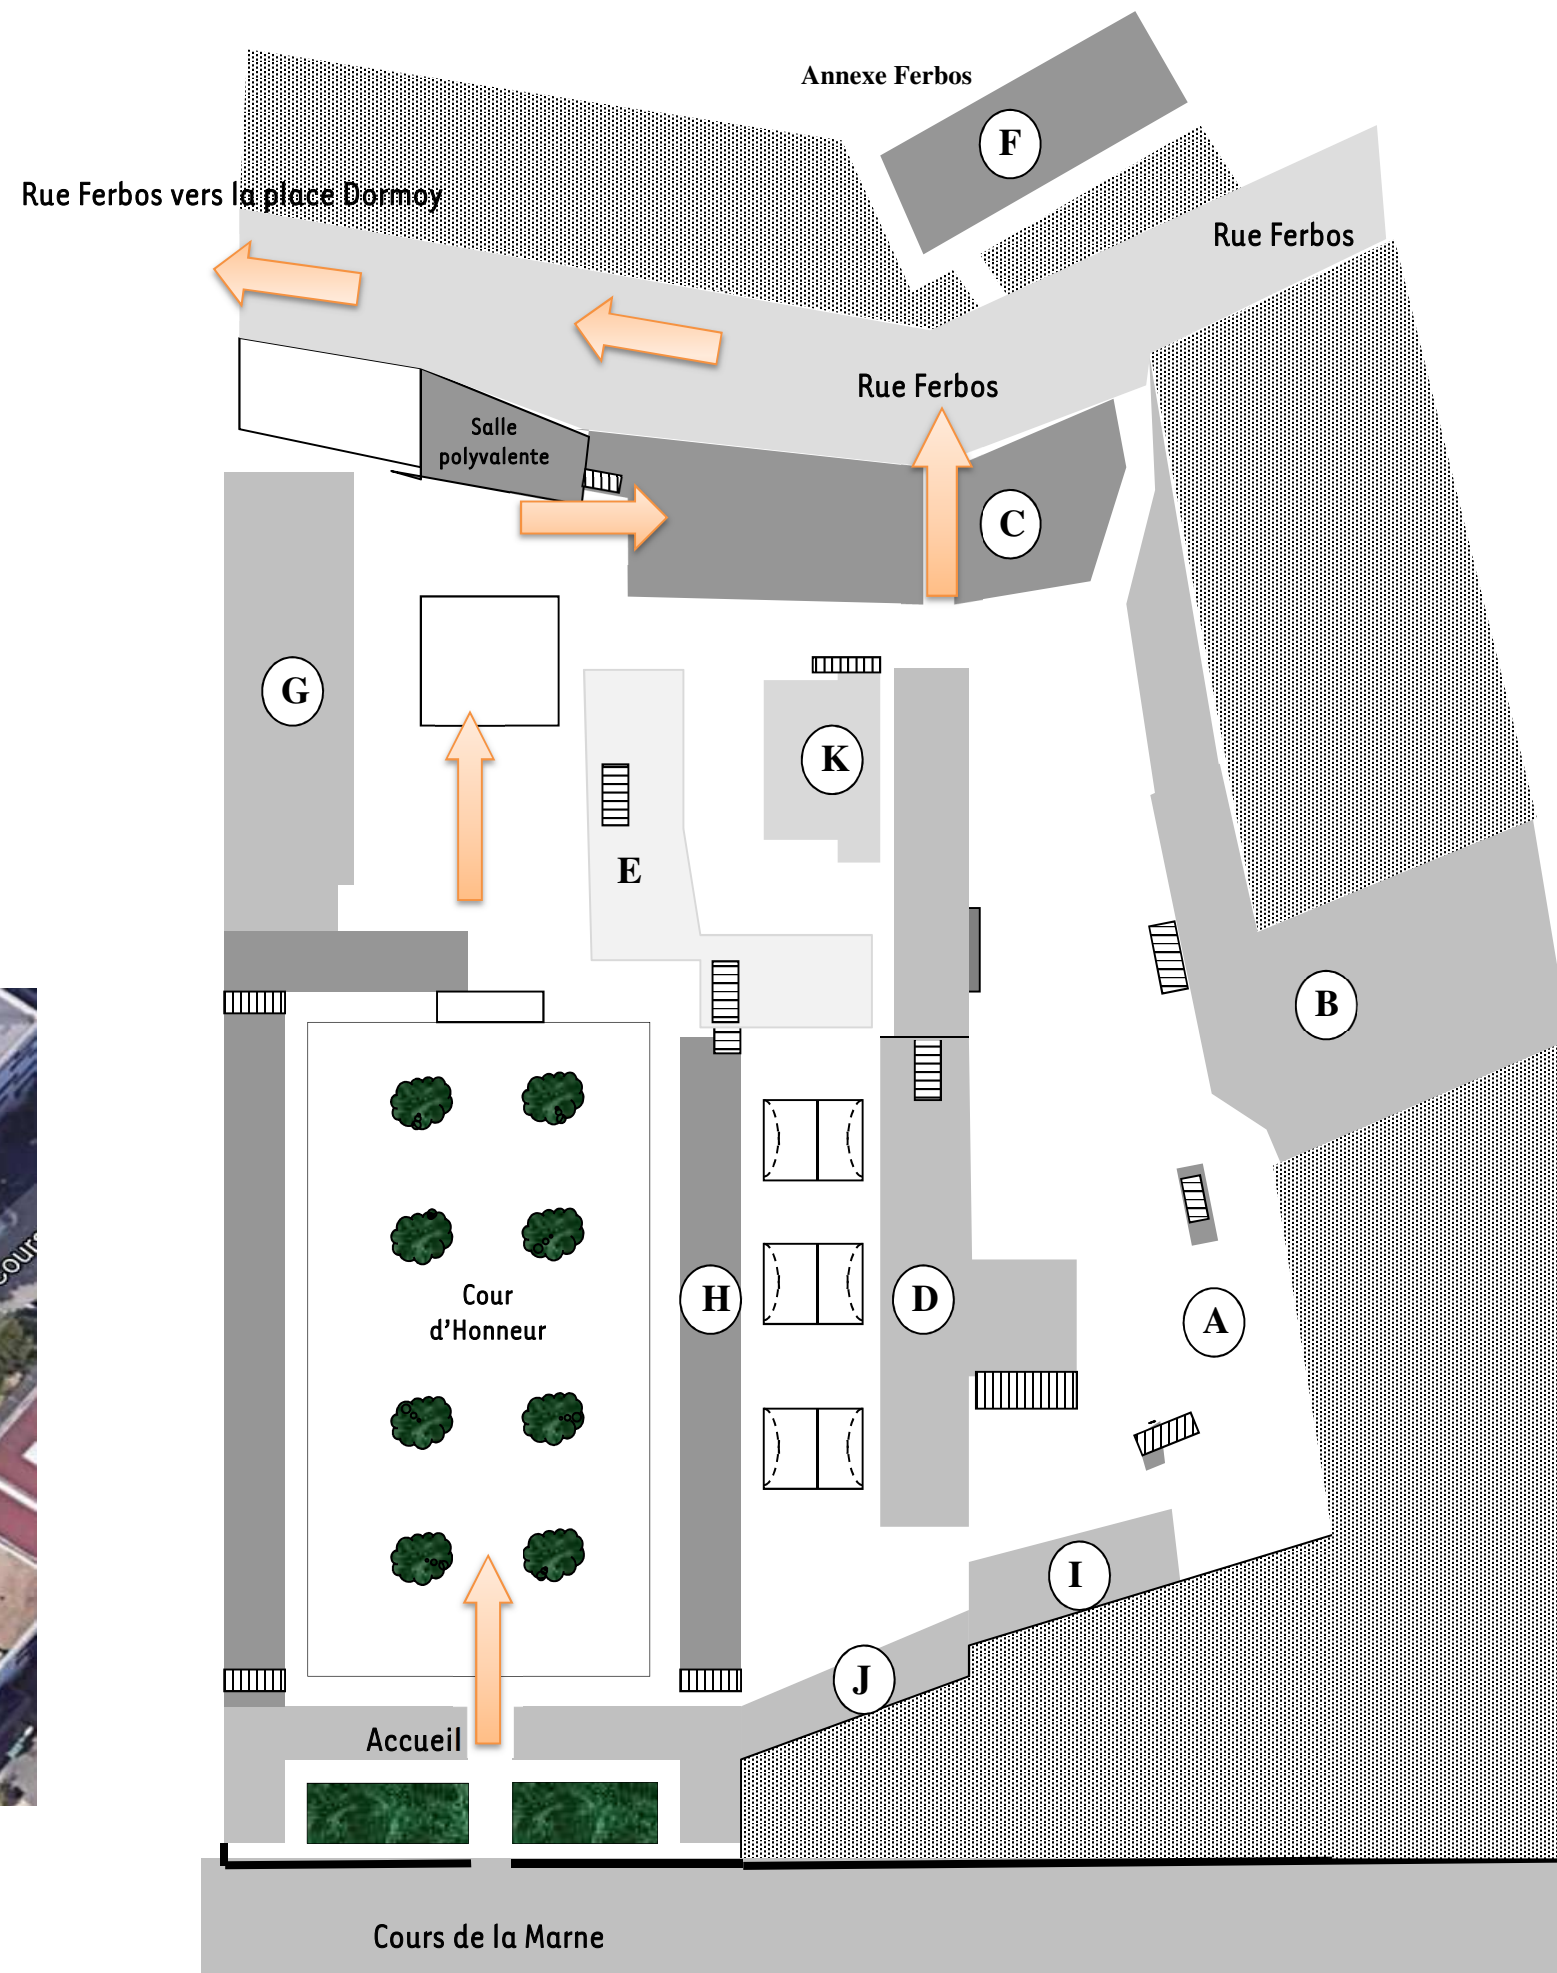 Annexe Ferbos
F
Rue Ferbos vers la place Dormoy
Rue Ferbos
Rue Ferbos
Salle
polyvalente
C
G
K
E
B
H
D
A
Cour
d'Honneur
I
J
Accueil
Cours de la Marne
cours